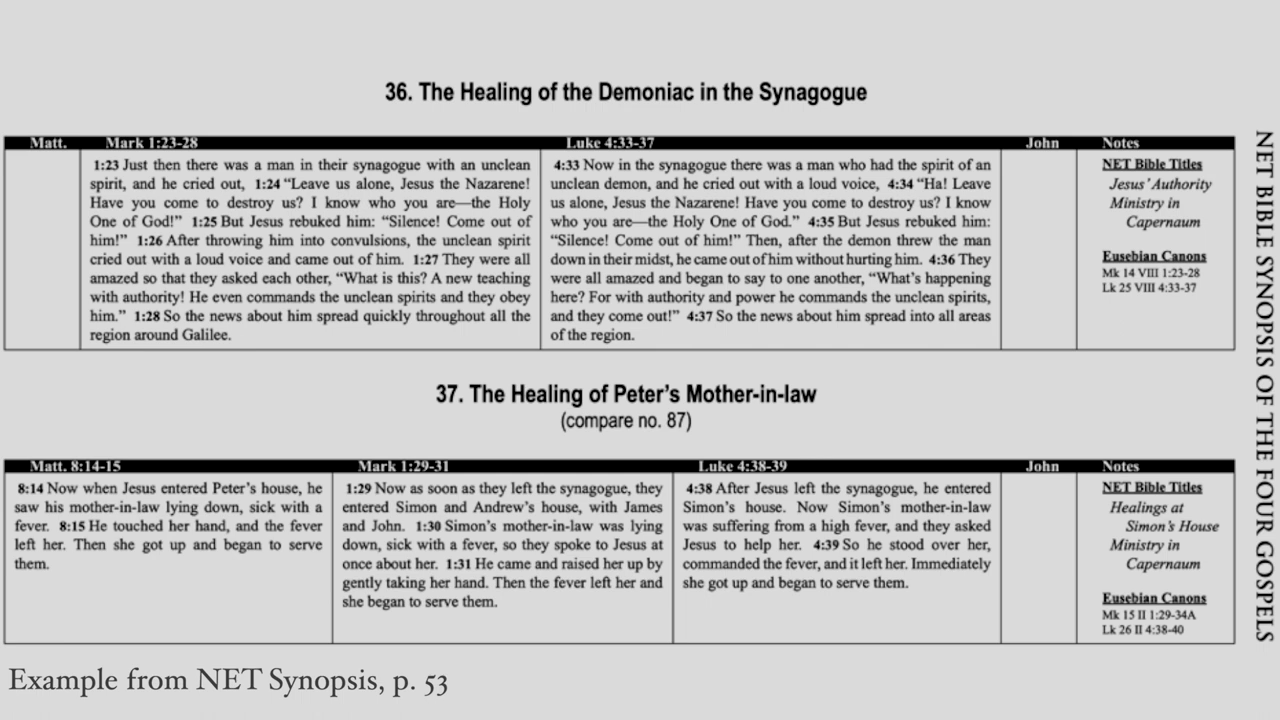 36. The Healing of the Demoniac in the Synagogue
Matt. Mark 1:23-28 Luke 4:33-37 John Notes
1:23 Just then there was a man in their synagogue with an unclean
spirit, and he cried out, 1:24 “Leave us alone, Jesus the Nazarene!
Have you come to destroy us? I know who you are—the Holy
One of God!” 1:25 But Jesus rebuked him: “Silence! Come out of
him!” 1:26 After throwing him into convulsions, the unclean spirit
cried out with a loud voice and came out of him. 1:27 They were all
amazed so that they asked each other, “What is this? A new teaching
with authority! He even commands the unclean spirits and they obey
him.” 1:28 So the news about him spread quickly throughout all the
region around Galilee.
4:33 Now in the synagogue there was a man who had the spirit of an
unclean demon, and he cried out with a loud voice, 4:34 “Ha! Leave
us alone, Jesus the Nazarene! Have you come to destroy us? I know
who you are—the Holy One of God.” 4:35 But Jesus rebuked him:
“Silence! Come out of him!” Then, after the demon threw the man
down in their midst, he came out of him without hurting him. 4:36 They
were all amazed and began to say to one another, “What’s happening
here? For with authority and power he commands the unclean spirits,
and they come out!” 4:37 So the news about him spread into all areas
of the region.
NET Bible Titles
Jesus’ Authority
Ministry in
Capernaum
Eusebian Canons
Mk 14 VIII 1:23-28
Lk 25 VIII 4:33-37
37. The Healing of Peter’s Mother-in-law
(compare no. 87)
Matt. 8:14-15 Mark 1:29-31 Luke 4:38-39 John Notes
8:14 Now when Jesus entered Peter’s house, he
saw his mother-in-law lying down, sick with a
fever. 8:15 He touched her hand, and the fever
left her. Then she got up and began to serve
them.
1:29 Now as soon as they left the synagogue, they
entered Simon and Andrew’s house, with James
and John. 1:30 Simon’s mother-in-law was lying
down, sick with a fever, so they spoke to Jesus at
once about her. 1:31 He came and raised her up by
gently taking her hand. Then the fever left her and
she began to serve them.
4:38 After Jesus left the synagogue, he entered
Simon’s house. Now Simon’s mother-in-law
was suffering from a high fever, and they asked
Jesus to help her. 4:39 So he stood over her,
commanded the fever, and it left her. Immediately
she got up and began to serve them.
NET Bible Titles
Healings at
Simon’s House
Ministry in
Capernaum
Eusebian Canons
Mk 15 II 1:29-34A
Lk 26 II 4:38-40
NET BIBLE SYNOPSIS OF THE FOUR GOSPELS
Example from NET Synopsis, p. 53